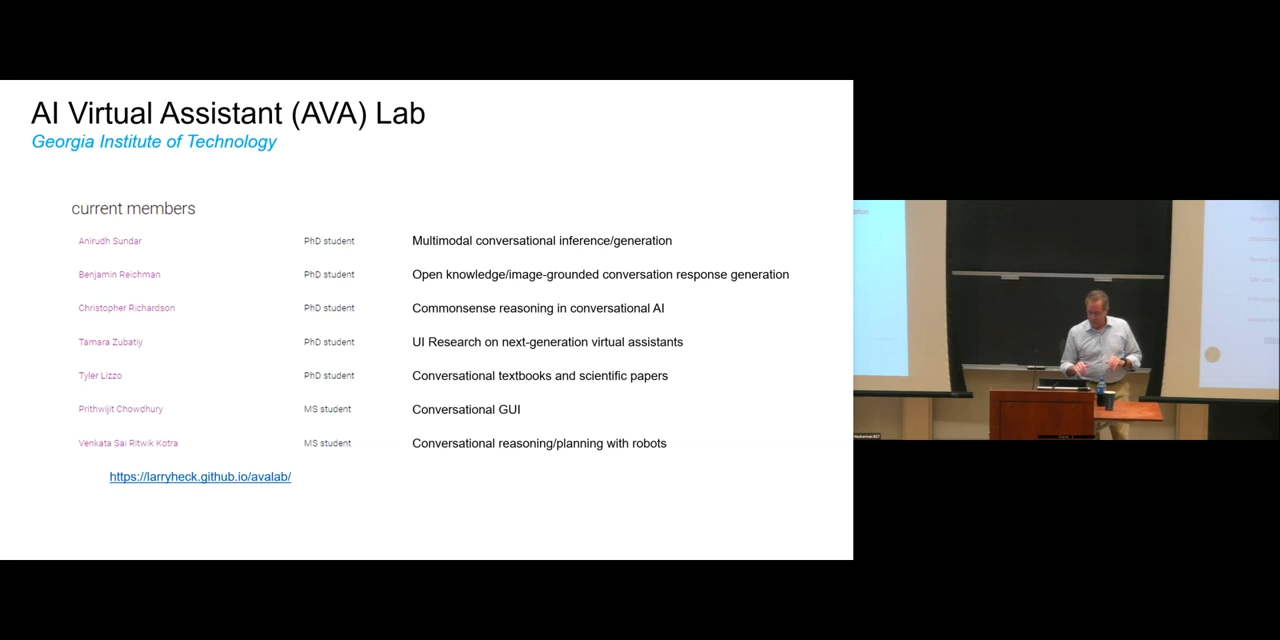 AI Virtual Assistant (AVA) Lab
Georgia Institute of Technology
current members
Anirudh Sundar PhD student Multimodal conversational inference/generation
Benjamin Reichman PhD student Open knowledge/image-grounded conversation response generation
Christopher Richardson PhD student Commonsense reasoning in conversational AI
Tamara Zubatiy PhD student UI Research on next-generation virtual assistants
Tyler Lizzo PhD student Conversational textbooks and scientific papers
Prithwijit Chowdhury MS student Conversational GUI
Venkata Sai Ritwik Kotra MS student Conversational reasoning/planning with robots
https://larryheck.github.io/avalab/